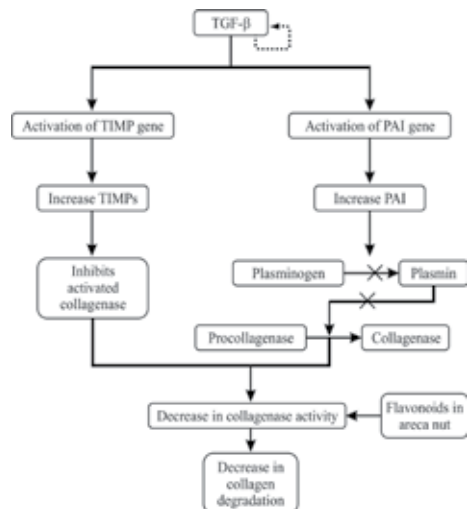 TGF-β
Activation of TIMP gene
Activation of PAI gene
Increase TIMPs
Increase PAI
Inhibits
activated
collagenase
Plasminogen
Plasmin
Procollagenase
Collagenase
Decrease in collagenase activity
Flavonoids in
areca nut
Decrease in
collagen
degradation